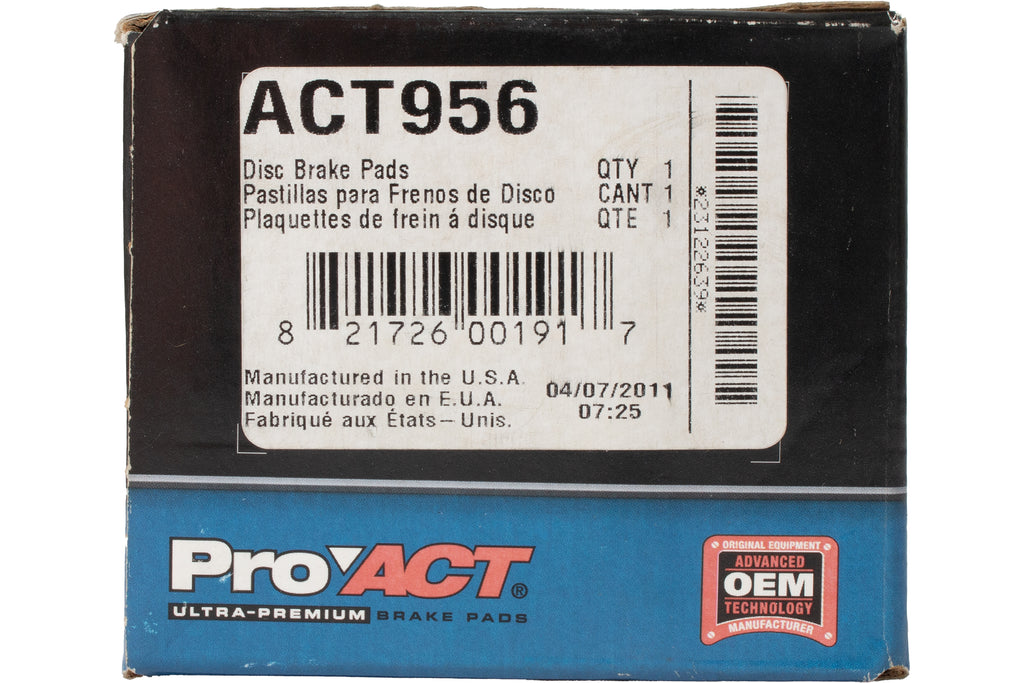 ACT956
Disc Brake Pads QTY 1
Pastillas para Frenos de Disco CANT 1
Plaquettes de frein á disque QTE 1
8 21726 00191 7
Manufactured in the U.S.A.
Manufacturado en E.U.A.
Fabriqué aux États-Unis.
04/07/2011
07:25
*23122639*
ProACT®
ULTRA-PREMIUM BRAKE PADS
ORIGINAL EQUIPMENT
ADVANCED
OEM
TECHNOLOGY
MANUFACTURER